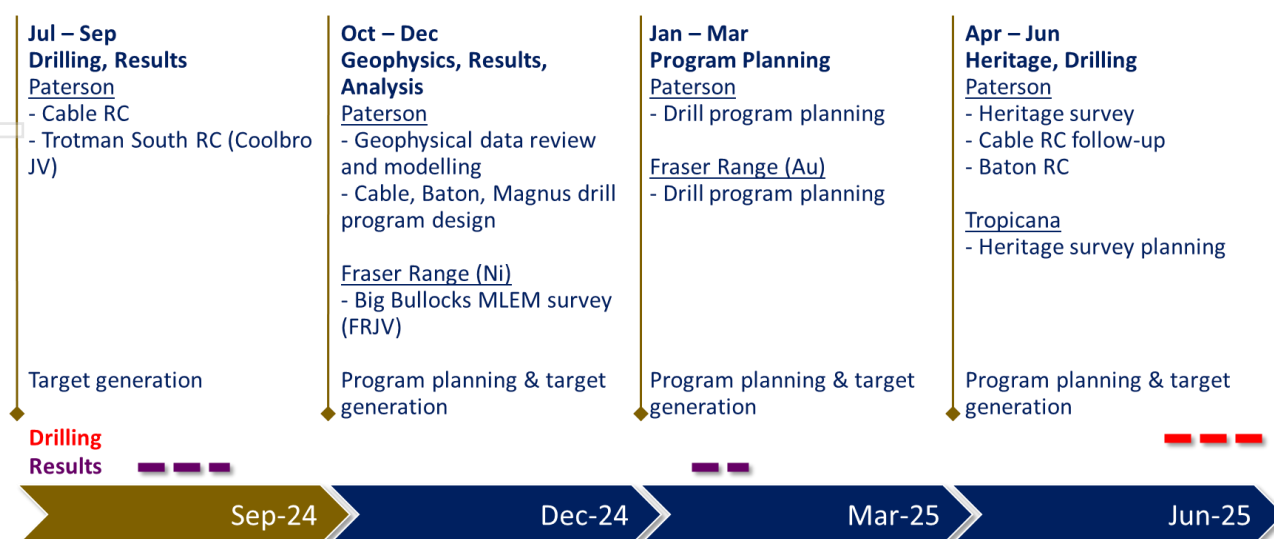 Jul – Sep
Drilling, Results
Paterson
- Cable RC
- Trotman South RC (Coolbro
JV)
Target generation
Oct – Dec
Geophysics, Results,
Analysis
Paterson
- Geophysical data review
and modelling
- Cable, Baton, Magnus drill
program design
Fraser Range (Ni)
- Big Bullocks MLEM survey
(FRJV)
Program planning & target
generation
Jan – Mar
Program Planning
Paterson
- Drill program planning
Fraser Range (Au)
- Drill program planning
Program planning & target
generation
Apr – Jun
Heritage, Drilling
Paterson
- Heritage survey
- Cable RC follow-up
- Baton RC
Tropicana
- Heritage survey planning
Program planning & target
generation
Drilling
Results
Sep-24
Dec-24
Mar-25
Jun-25